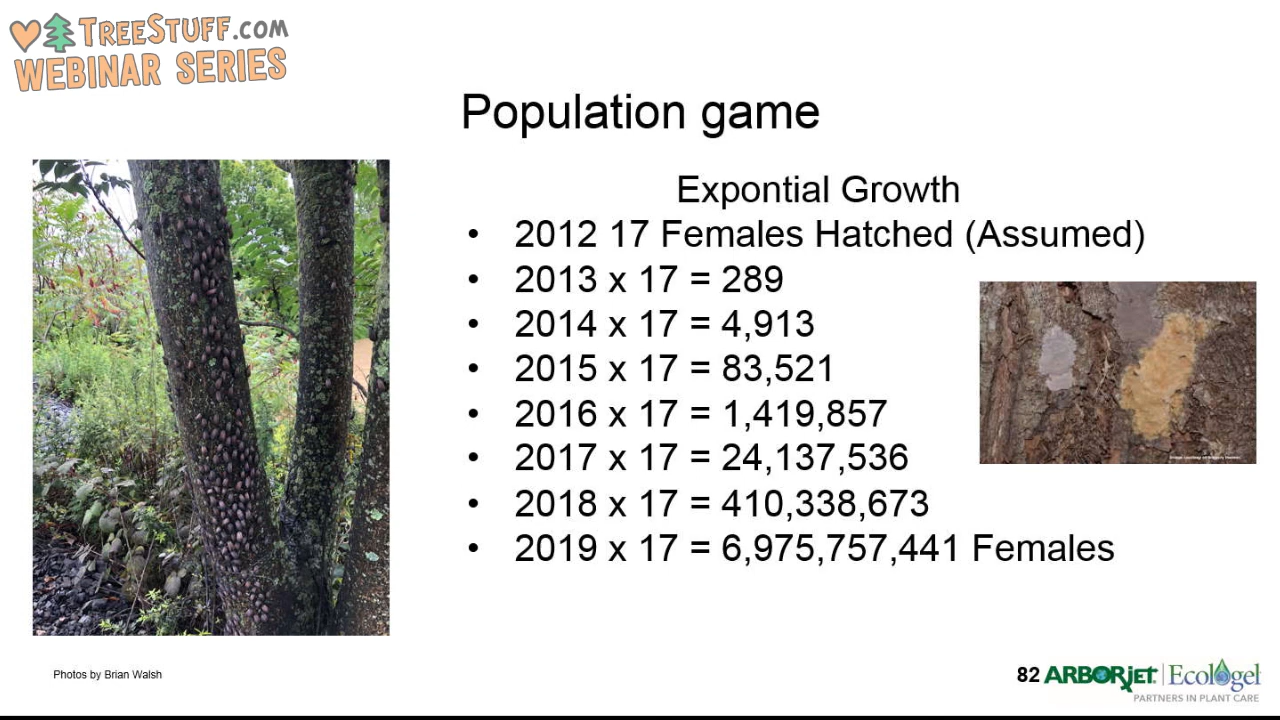 TREESTUFF.COM
WEBINAR SERIES
Population game
Expontial Growth
• 2012 17 Females Hatched (Assumed)
• 2013 x 17 = 289
• 2014 x 17 = 4,913
• 2015 x 17 = 83,521
• 2016 x 17 = 1,419,857
• 2017 x 17 = 24,137,536
• 2018 x 17 = 410,338,673
• 2019 x 17 = 6,975,757,441 Females
Photos by Brian Walsh
82 ARBORjet Ecologel
PARTNERS IN PLANT CARE